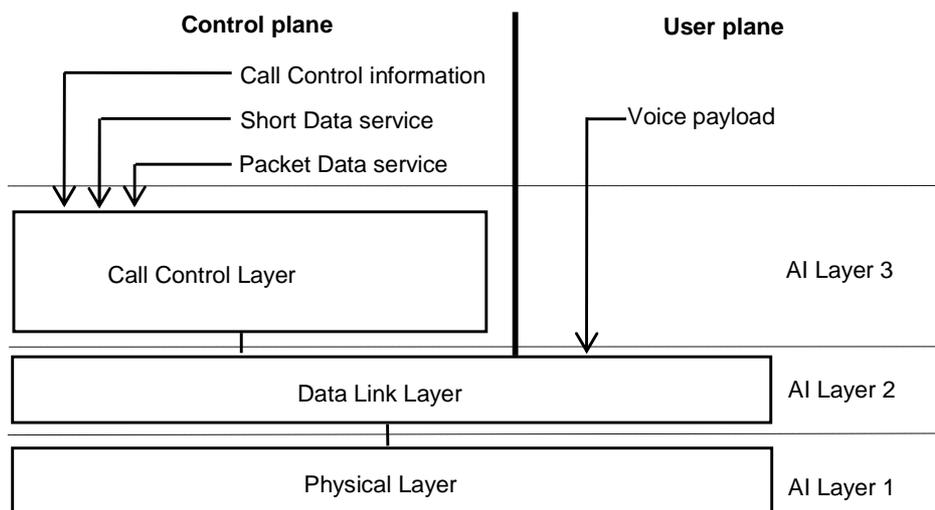 Control plane
User plane
Call Control information
Short Data service
Voice payload
Packet Data service
Call Control Layer
AI Layer 3
Data Link Layer
AI Layer 2
Physical Layer
AI Layer 1